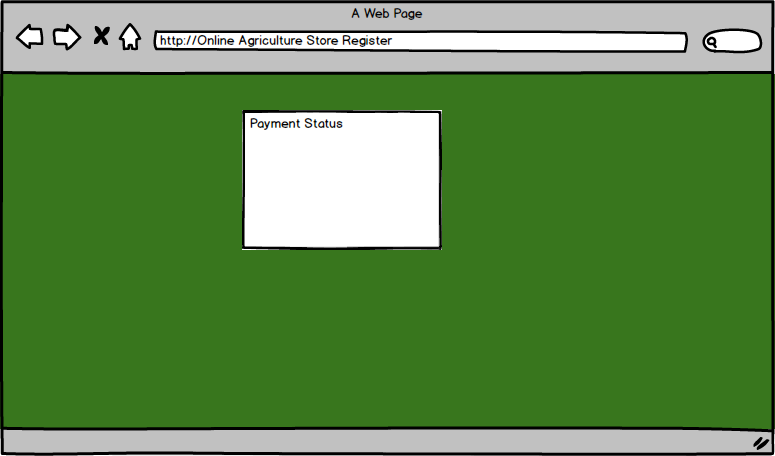 A Web Page
http://Online Agriculture Store Register
Payment Status